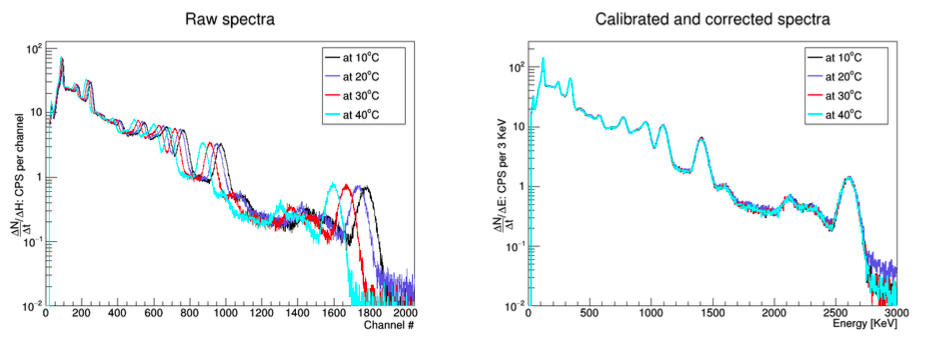 Raw spectra
ΔN/Δt /ΔH: CPS per channel
10²
10
1
10⁻¹
10⁻²
at 10°C
at 20°C
at 30°C
at 40°C
0 200 400 600 800 1000 1200 1400 1600 1800 2000
Channel #
Calibrated and corrected spectra
ΔN/Δt /ΔE: CPS per 3 KeV
10²
10
1
10⁻¹
10⁻²
at 10°C
at 20°C
at 30°C
at 40°C
0 500 1000 1500 2000 2500 3000
Energy [KeV]